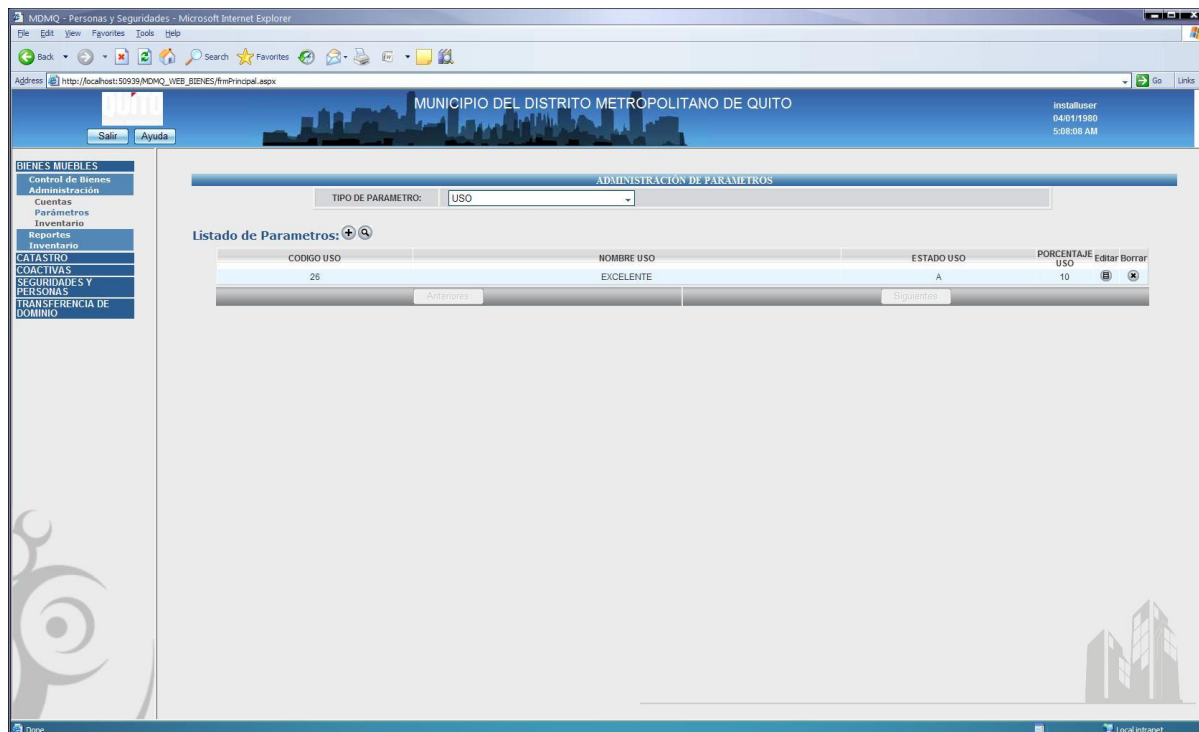 MDMQ - Personas y Seguridades - Microsoft Internet Explorer
File Edit View Favorites Tools Help
Back Search Favorites
Address http://localhost:50939/MDMQ_WEB_BIENES/frmPrincipal.aspx Go Links
QUITO
MUNICIPIO DEL DISTRITO METROPOLITANO DE QUITO
installuser
04/01/1980
5:08:08 AM
Salir Ayuda
BIENES MUEBLES
Control de Bienes
Administración
Cuentas
Parámetros
Inventario
Reportes
Inventario
CATASTRO
COACTIVAS
SEGURIDADES Y
PERSONAS
TRANSFERENCIA DE
DOMINIO
ADMINISTRACIÓN DE PARAMETROS
TIPO DE PARAMETRO: USO
Listado de Parametros:
CODIGO USO NOMBRE USO ESTADO USO PORCENTAJE USO Editar Borrar
26 EXCELENTE A 10
Anteriores Siguientes
Done Local intranet